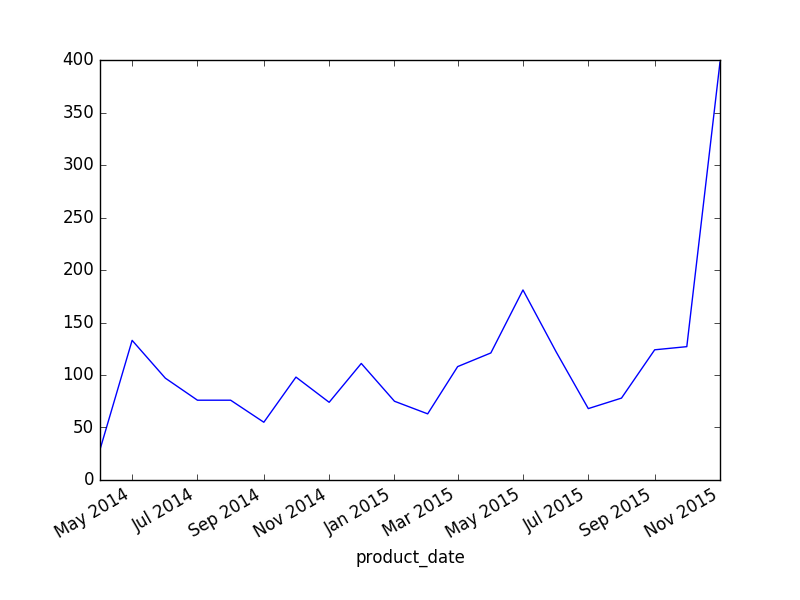 400
350
300
250
200
150
100
50
0
May 2014
Jul 2014
Sep 2014
Nov 2014
Jan 2015
Mar 2015
May 2015
Jul 2015
Sep 2015
Nov 2015
product_date